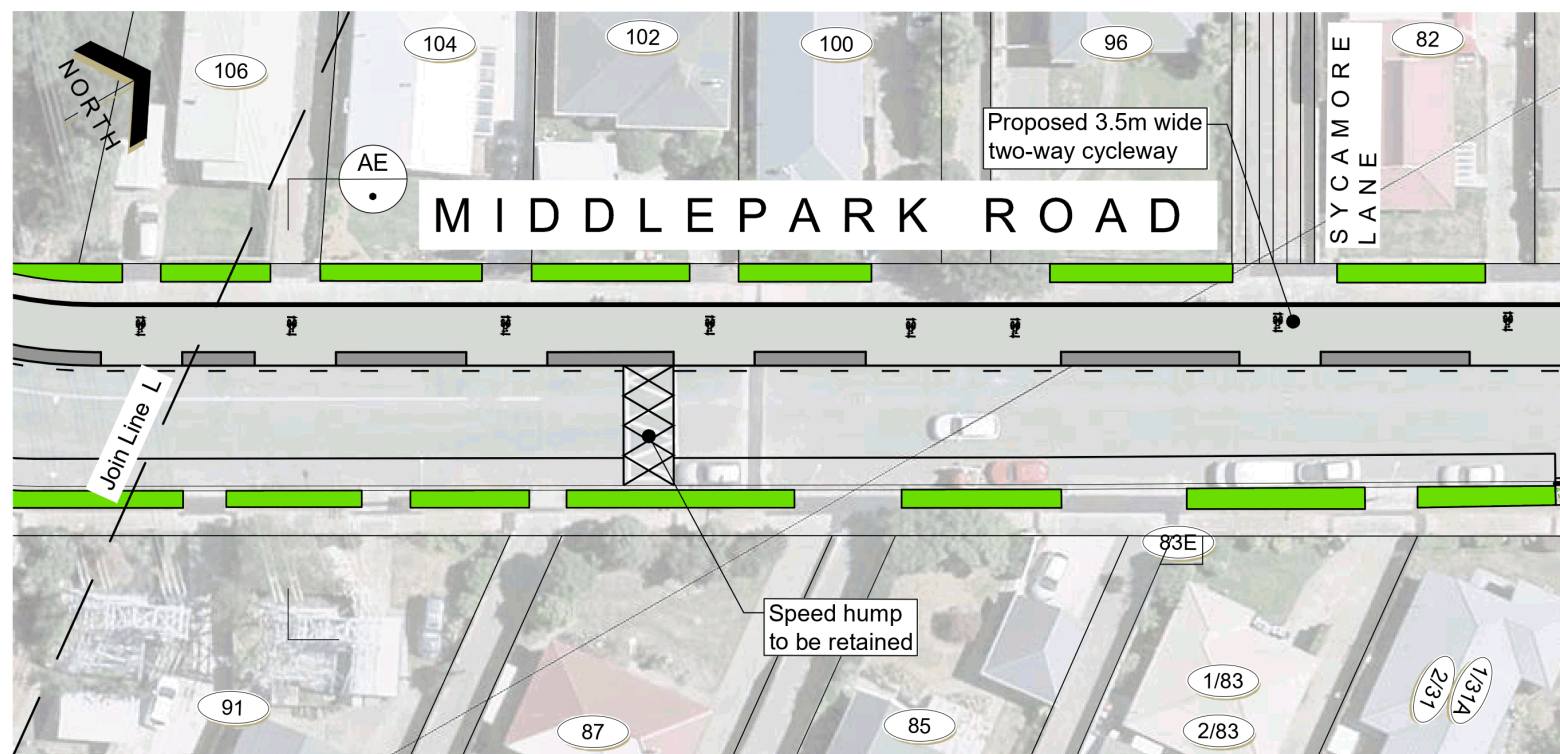 106
104
102
100
96
82
NORTH
AE
Proposed 3.5m wide
two-way cycleway
SYCAMORE
LANE
MIDDLEPARK ROAD
Join Line L
83E
Speed hump
to be retained
91
87
85
1/83
2/83
2/31
1/31A